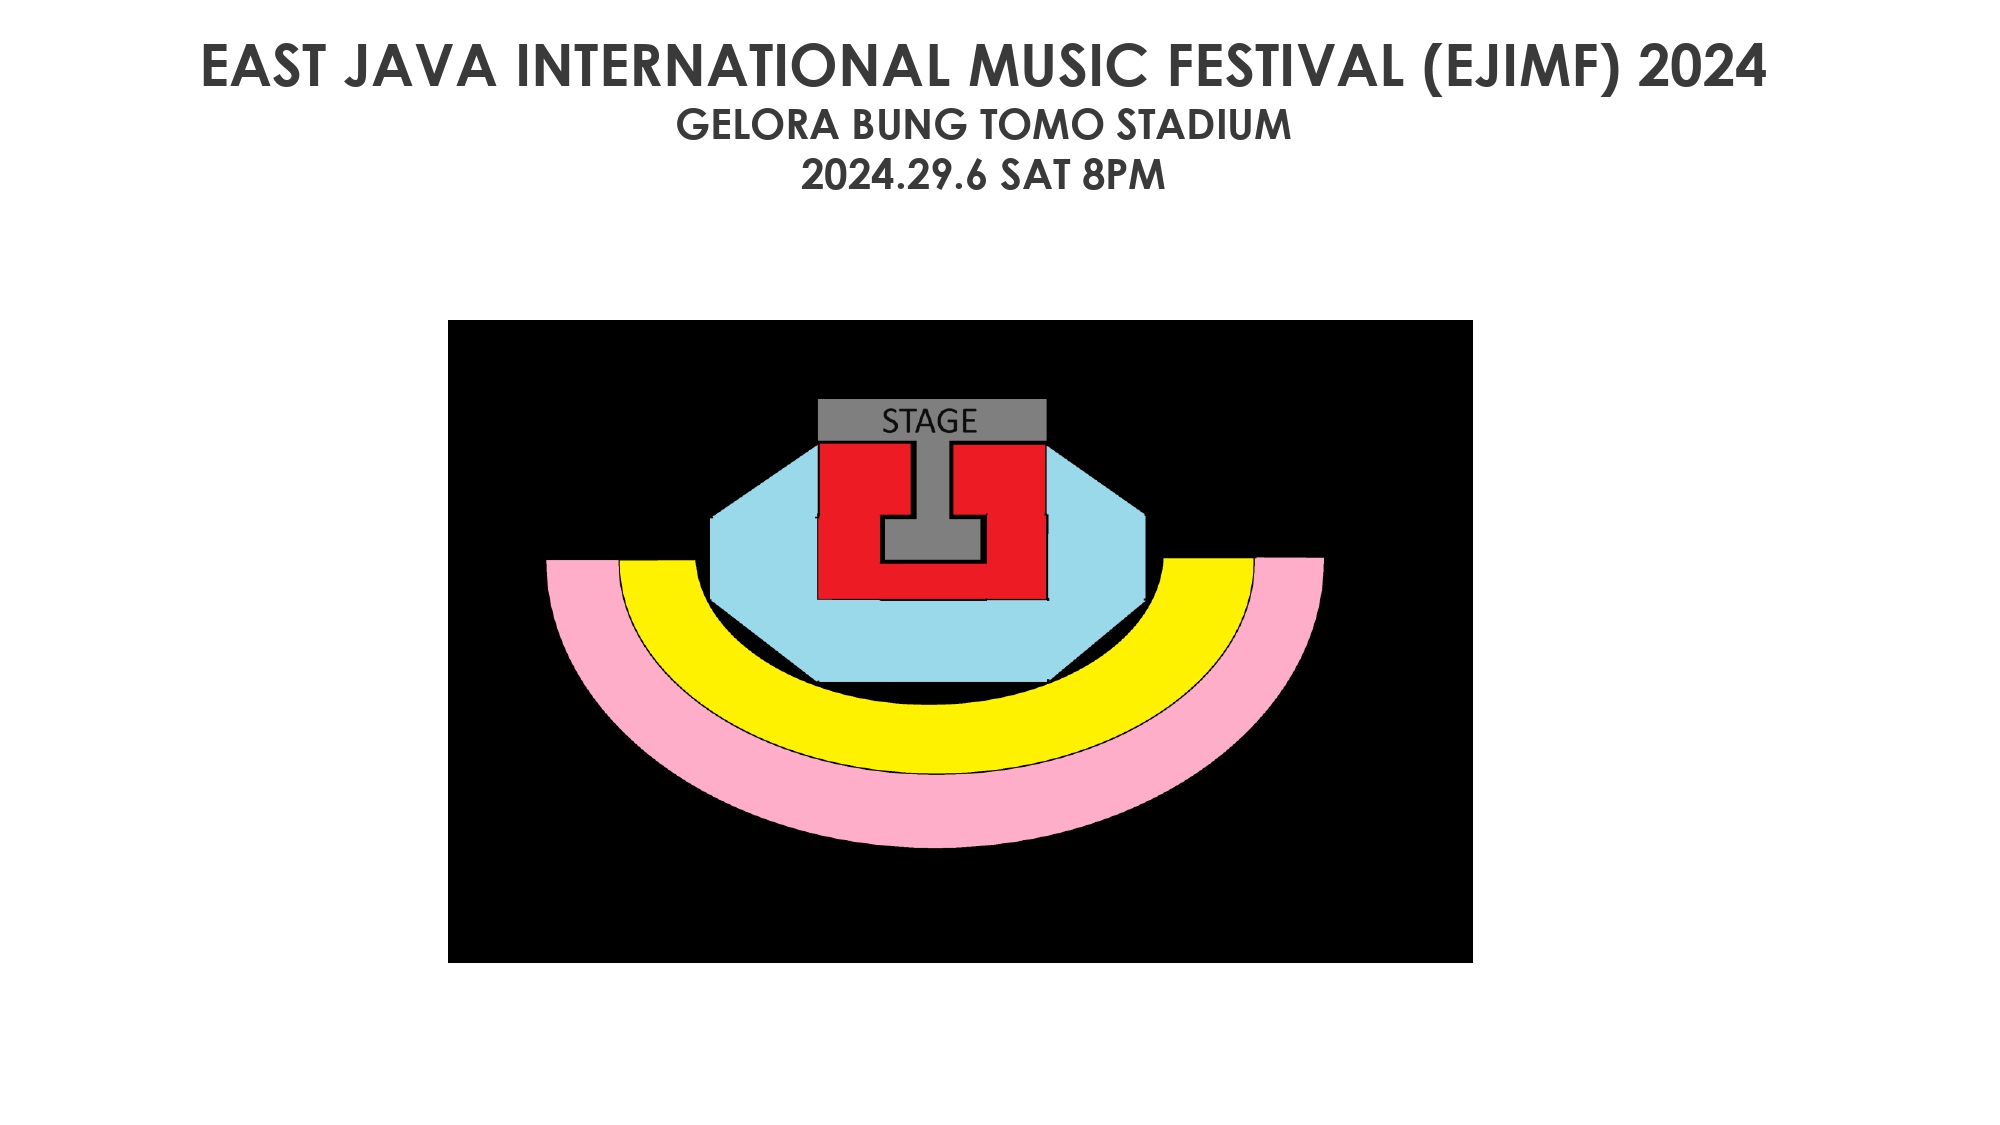 EAST JAVA INTERNATIONAL MUSIC FESTIVAL (EJIMF) 2024
GELORA BUNG TOMO STADIUM
2024.29.6 SAT 8PM
STAGE